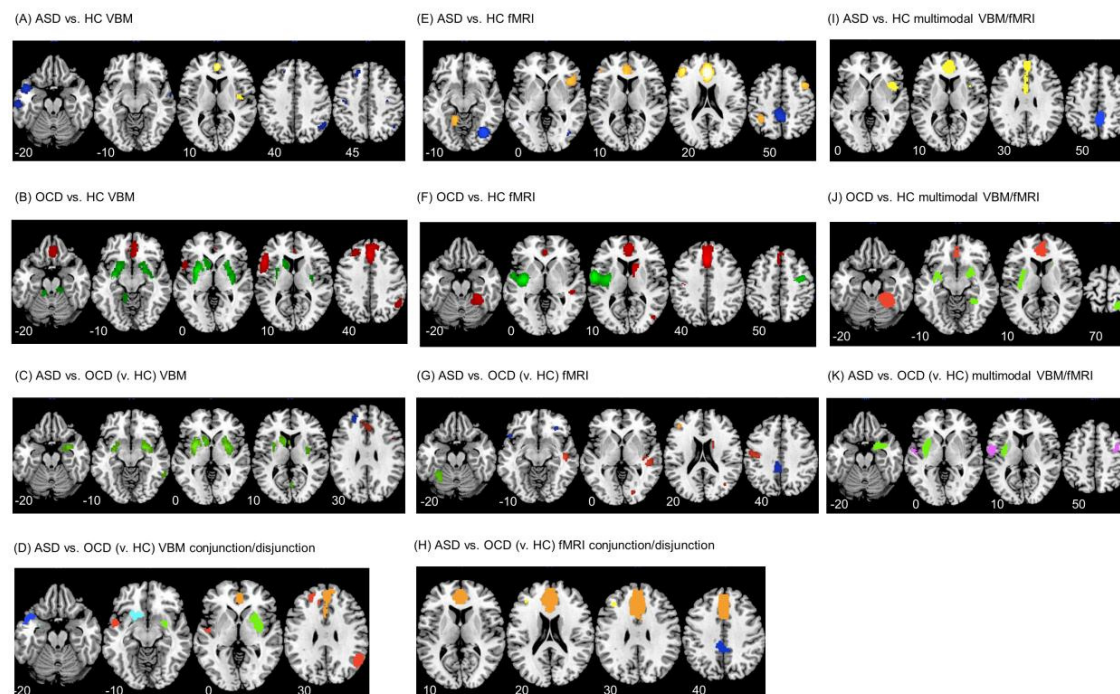 (A) ASD vs. HC VBM
(E) ASD vs. HC fMRI
(I) ASD vs. HC multimodal VBM/fMRI
-20 -10 10 40 45
-10 0 10 20 50
0 10 30 50
(B) OCD vs. HC VBM
(F) OCD vs. HC fMRI
(J) OCD vs. HC multimodal VBM/fMRI
-20 -10 0 10 40
-20 0 10 40 50
-20 -10 10 70
(C) ASD vs. OCD (v. HC) VBM
(G) ASD vs. OCD (v. HC) fMRI
(K) ASD vs. OCD (v. HC) multimodal VBM/fMRI
-20 -10 0 10 30
-20 -10 0 20 40
-20 0 10 50
(D) ASD vs. OCD (v. HC) VBM conjunction/disjunction
(H) ASD vs. OCD (v. HC) fMRI conjunction/disjunction
-20 -10 0 30
10 20 30 40